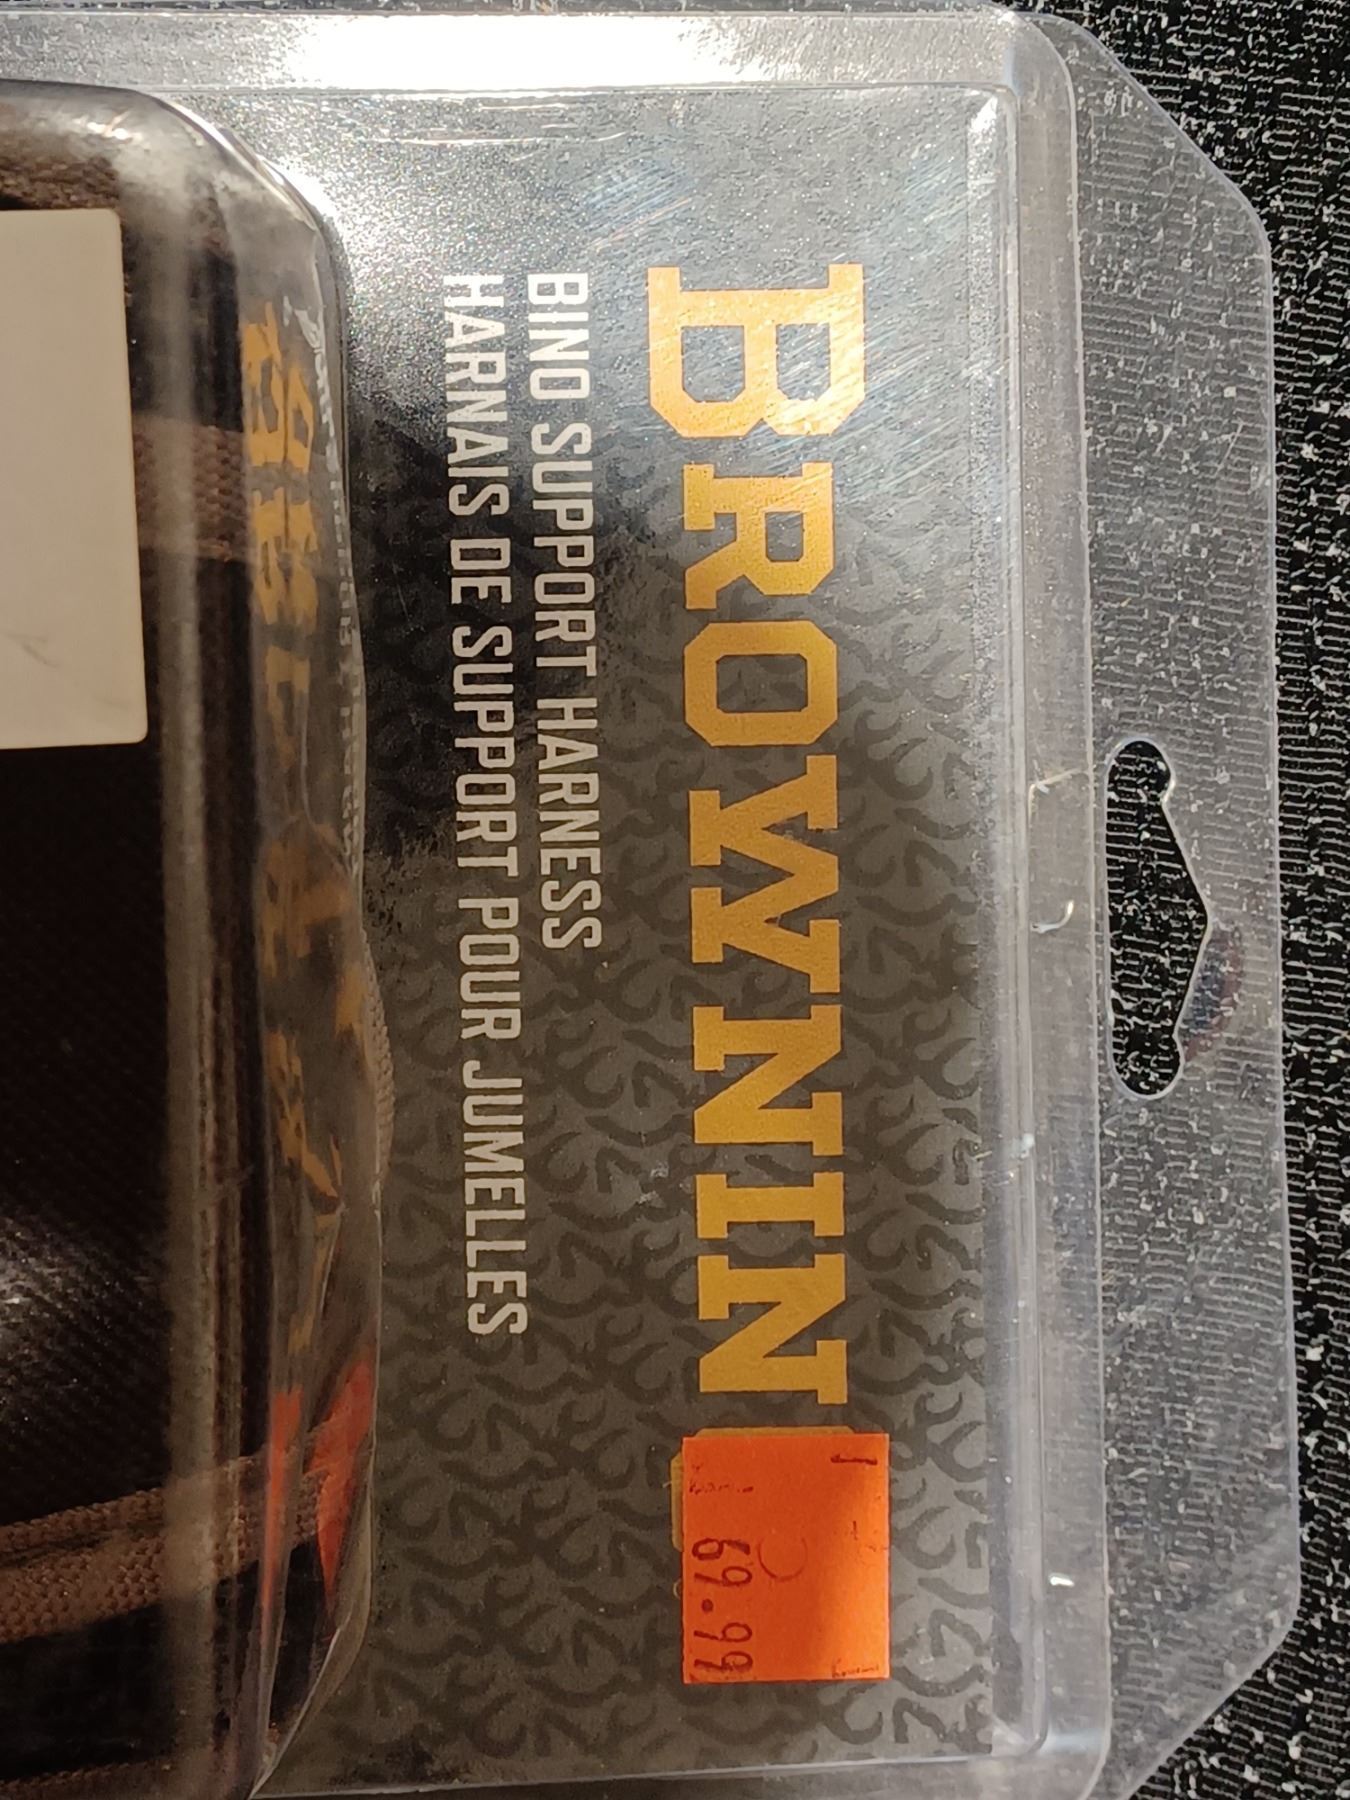 BROWNIN
BINO SUPPORT HARNESS
HARNAIS DE SUPPORT POUR JUMELLES
69.99